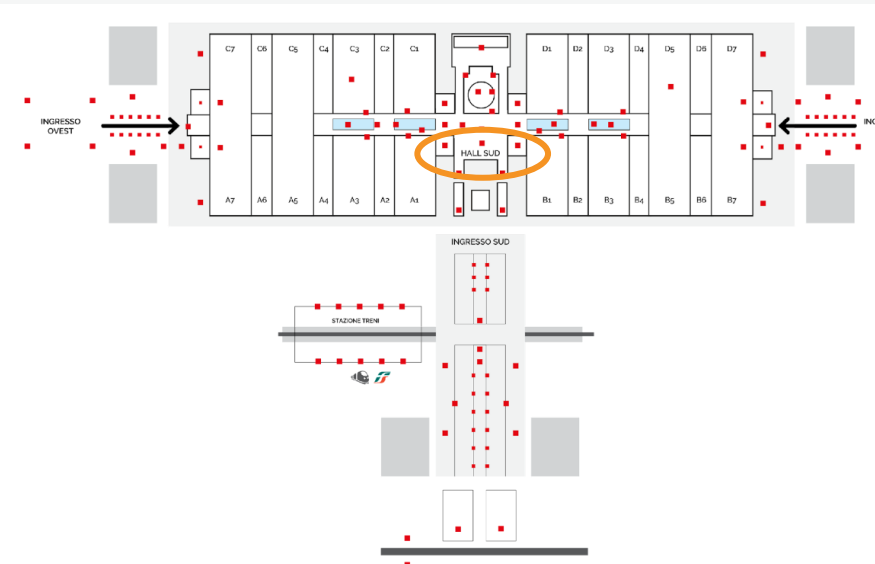 C7 C6 C5 C4 C3 C2 C1 D1 D2 D3 D4 D5 D6 D7
INGRESSO
OVEST
HALL SUD
A7 A6 A5 A4 A3 A2 A1 B1 B2 B3 B4 B5 B6 B7
INGRESSO SUD
STAZIONE TRENI